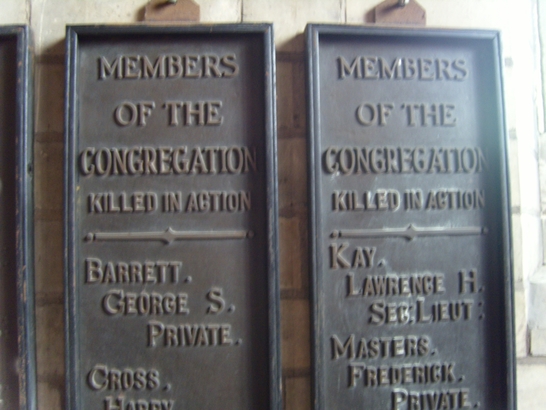 MEMBERS
OF THE
CONGREGATION
KILLED IN ACTION
BARRETT.
GEORGE S.
PRIVATE.
CROSS.
HARRY
MEMBERS
OF THE
CONGREGATION
KILLED IN ACTION
KAY.
LAWRENCE H.
SEC: LIEUT:
MASTERS.
FREDERICK.
PRIVATE.